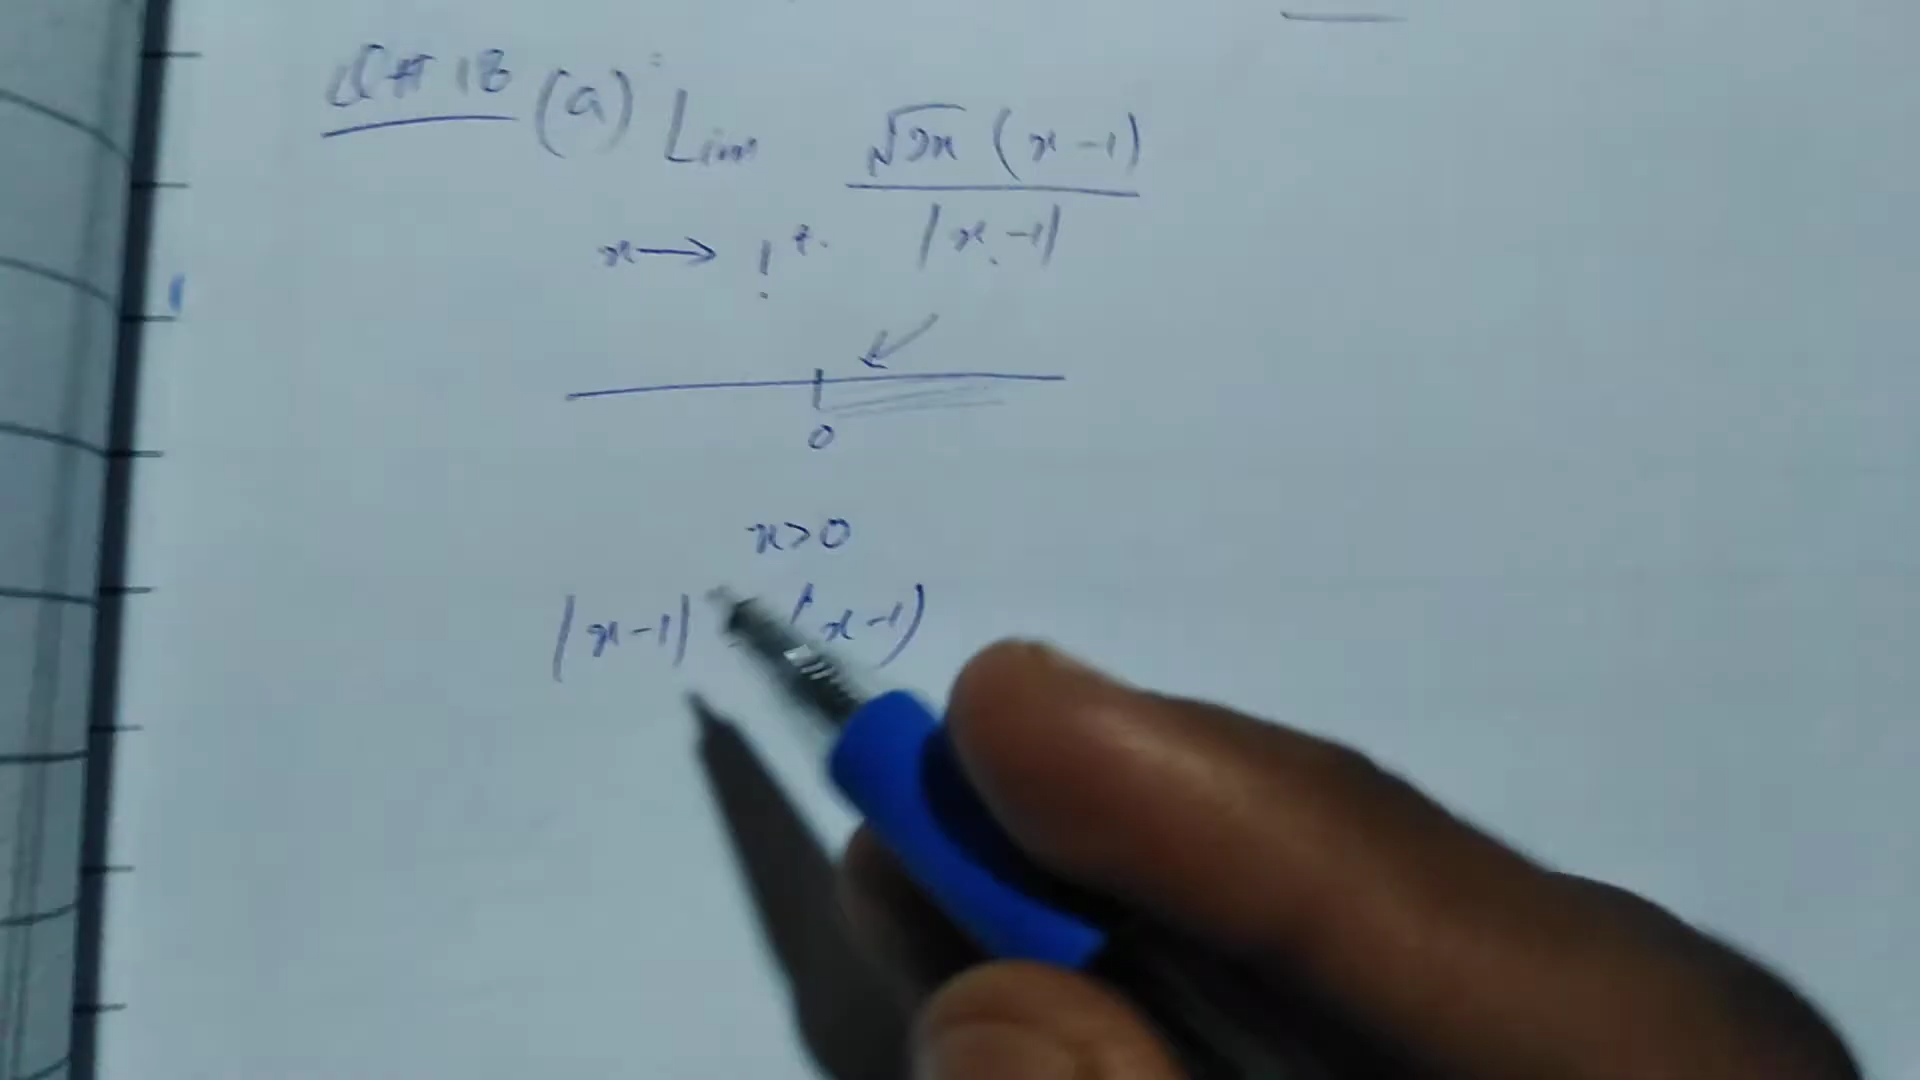 Q#18 (a) Lim √2x (x-1)
x → 1⁺ |x-1|
0
x>0
|x-1| = (x-1)